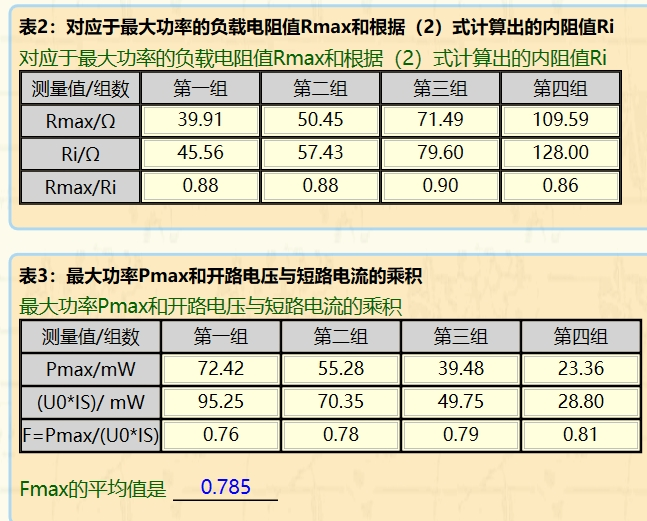 表2：对应于最大功率的负载电阻值Rmax和根据（2）式计算出的内阻值Ri
对应于最大功率的负载电阻值Rmax和根据（2）式计算出的内阻值Ri
测量值/组数 第一组 第二组 第三组 第四组
Rmax/Ω 39.91 50.45 71.49 109.59
Ri/Ω 45.56 57.43 79.60 128.00
Rmax/Ri 0.88 0.88 0.90 0.86
表3：最大功率Pmax和开路电压与短路电流的乘积
最大功率Pmax和开路电压与短路电流的乘积
测量值/组数 第一组 第二组 第三组 第四组
Pmax/mW 72.42 55.28 39.48 23.36
(U0*IS)/ mW 95.25 70.35 49.75 28.80
F=Pmax/(U0*IS) 0.76 0.78 0.79 0.81
Fmax的平均值是 0.785